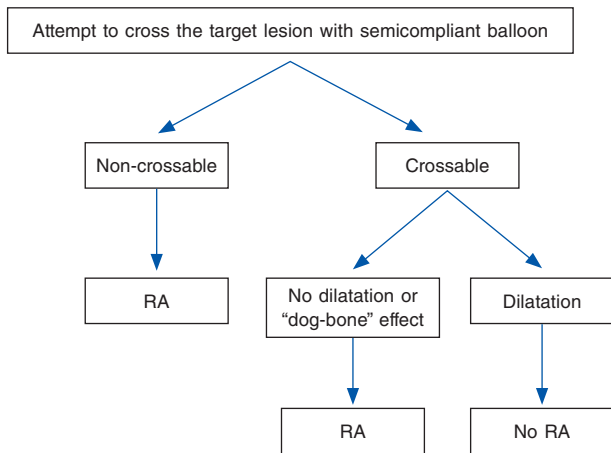 Attempt to cross the target lesion with semicompliant balloon
Non-crossable
Crossable
RA
No dilatation or
“dog-bone” effect
Dilatation
RA
No RA